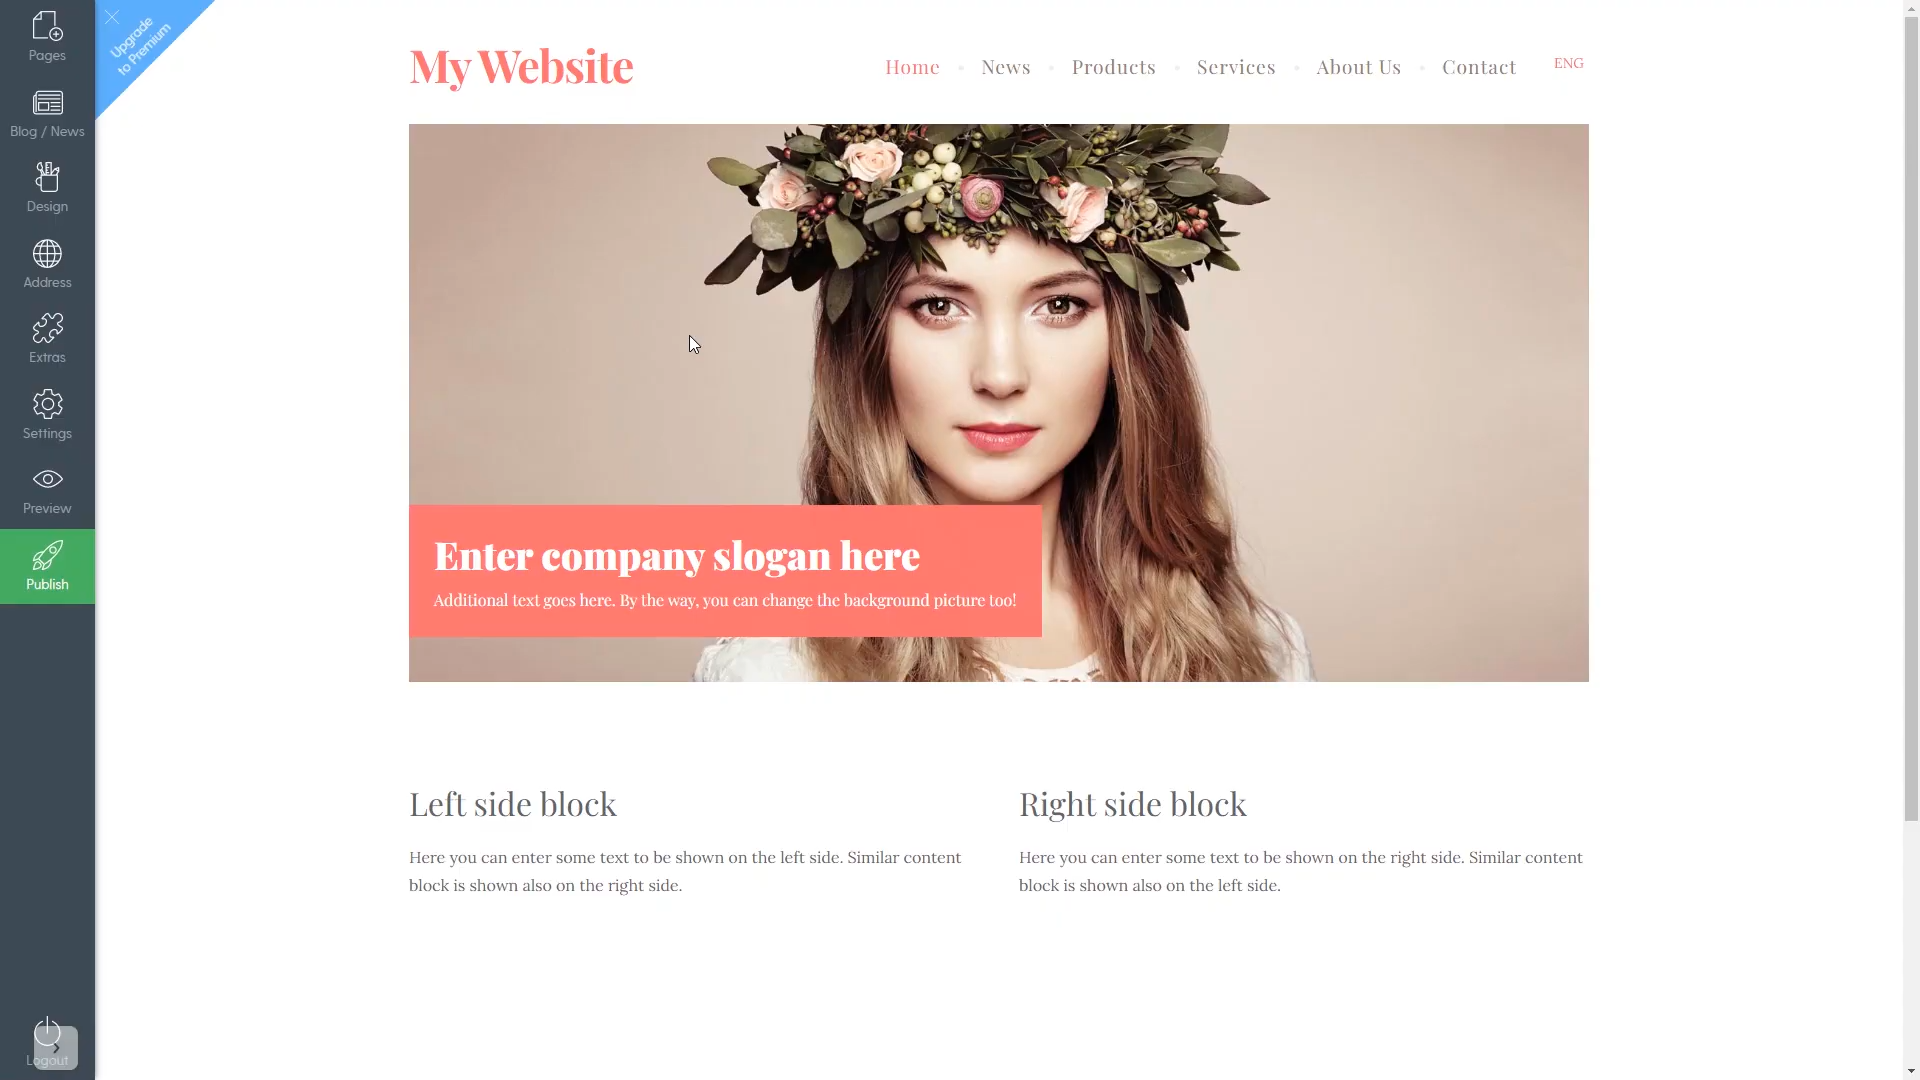 Pages
Blog / News
Design
Address
Extras
Settings
Preview
Publish
Logout
Upgrade
to Premium
My Website
Home
News
Products
Services
About Us
Contact
ENG
Enter company slogan here
Additional text goes here. By the way, you can change the background picture too!
Left side block
Here you can enter some text to be shown on the left side. Similar content
block is shown also on the right side.
Right side block
Here you can enter some text to be shown on the right side. Similar content
block is shown also on the left side.